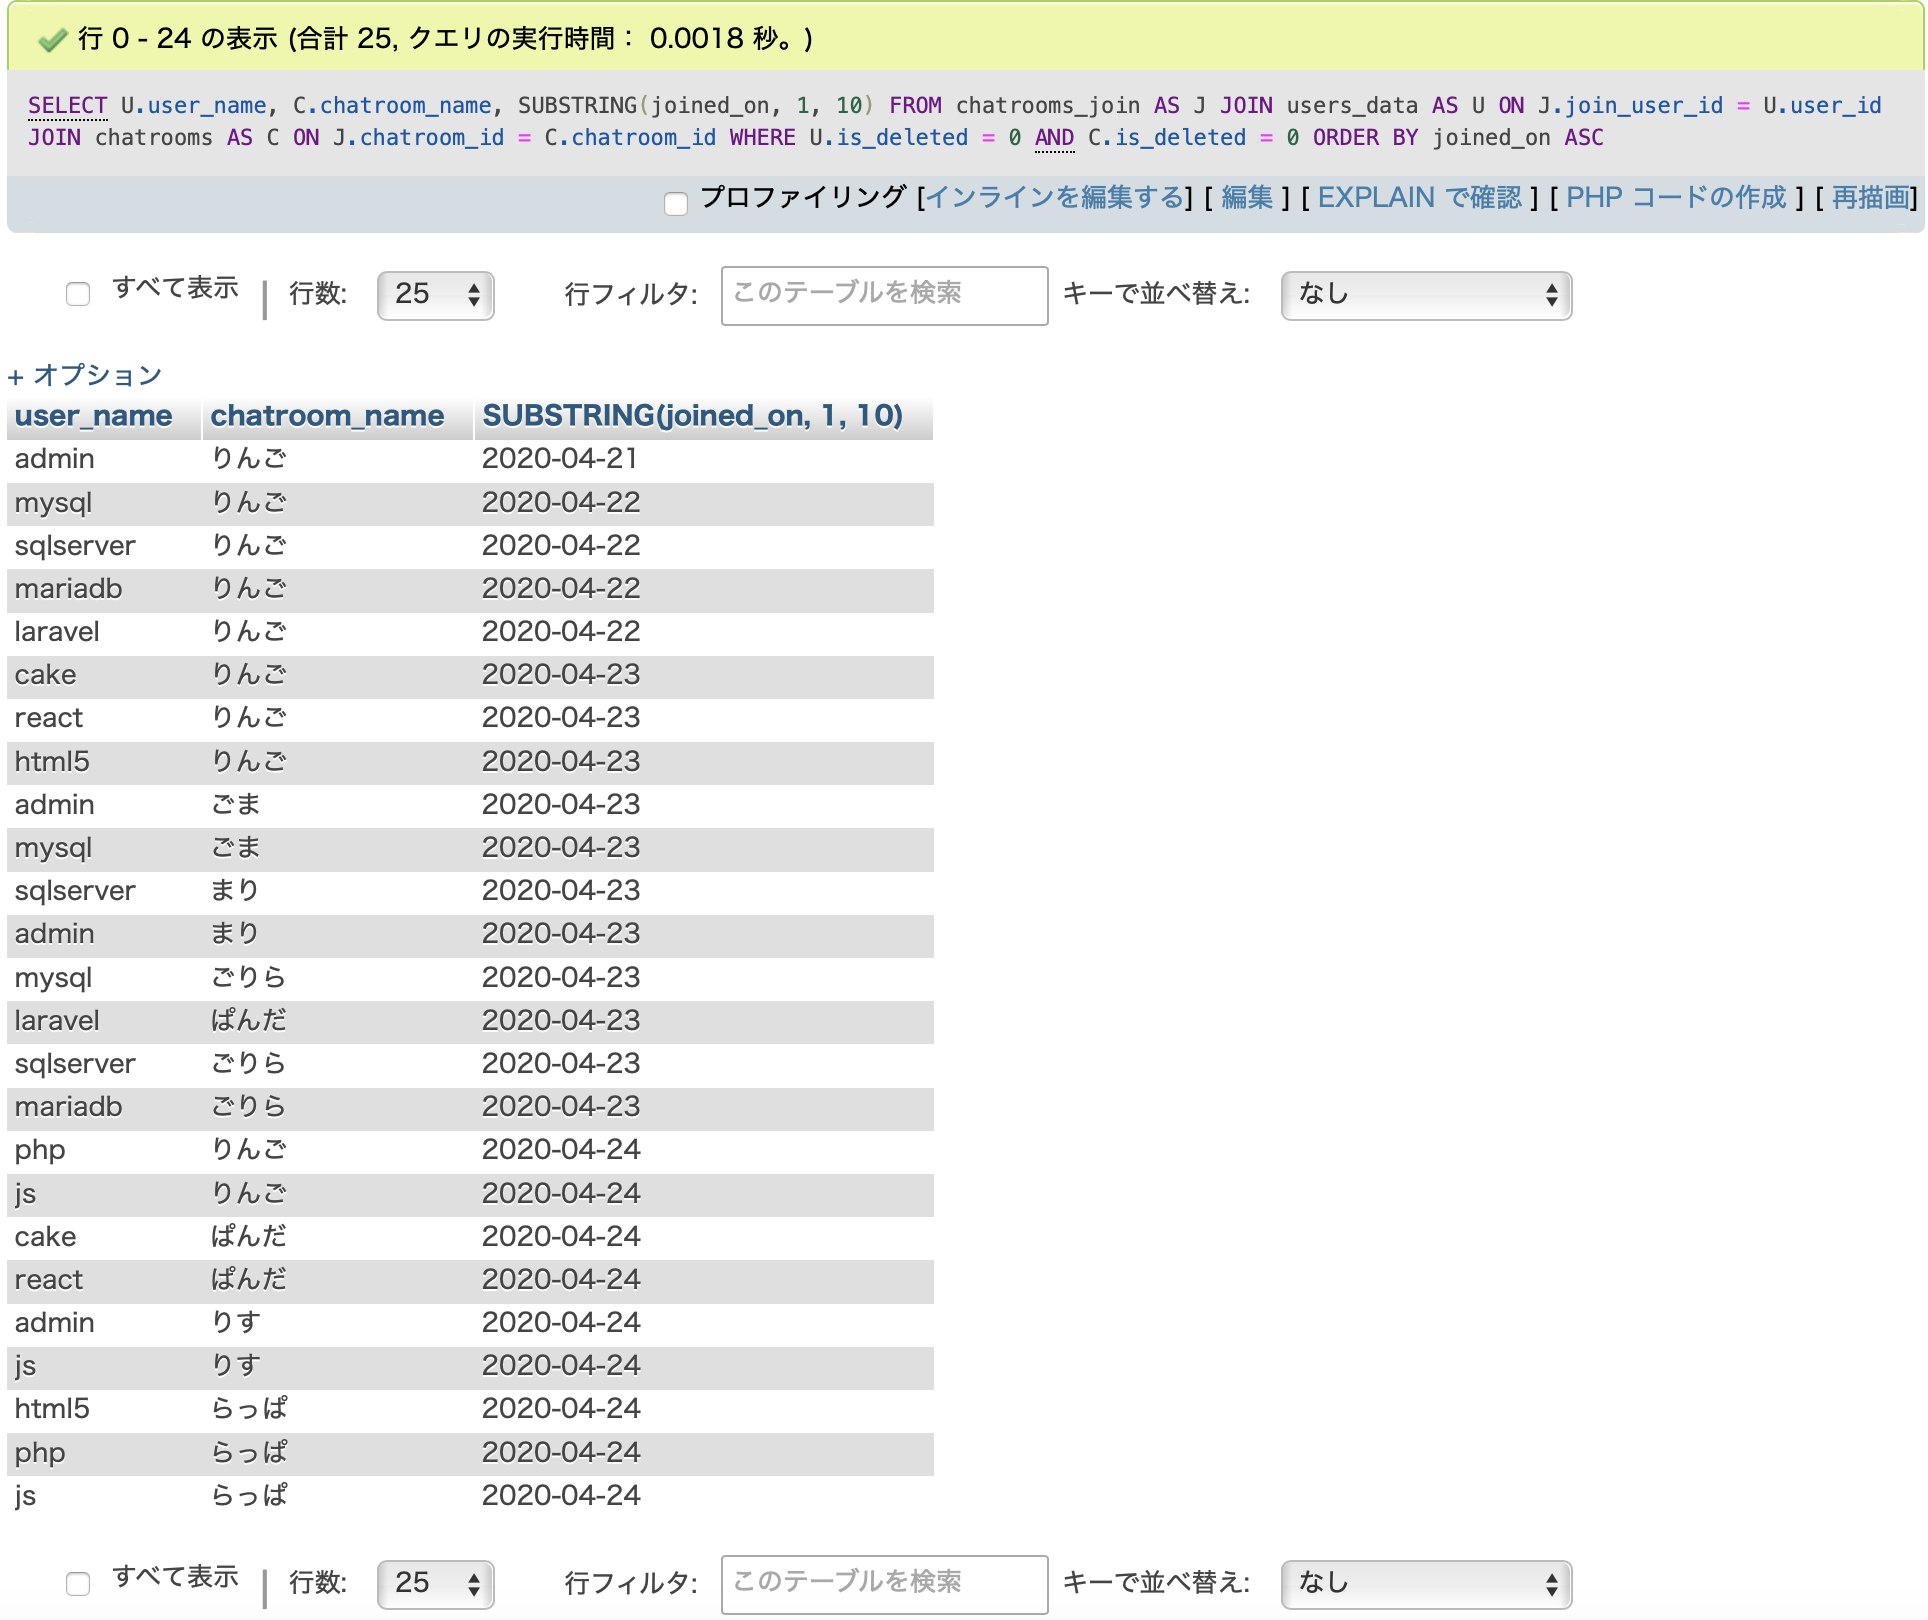 行 0 - 24 の表示 (合計 25, クエリの実行時間： 0.0018 秒。)
SELECT U.user_name, C.chatroom_name, SUBSTRING(joined_on, 1, 10) FROM chatrooms_join AS J JOIN users_data AS U ON J.join_user_id = U.user_id
JOIN chatrooms AS C ON J.chatroom_id = C.chatroom_id WHERE U.is_deleted = 0 AND C.is_deleted = 0 ORDER BY joined_on ASC
プロファイリング [インラインを編集する] [ 編集 ] [ EXPLAIN で確認 ] [ PHP コードの作成 ] [ 再描画]
すべて表示 | 行数: 25 行フィルタ: このテーブルを検索 キーで並べ替え: なし
+ オプション
user_name chatroom_name SUBSTRING(joined_on, 1, 10)
admin りんご 2020-04-21
mysql りんご 2020-04-22
sqlserver りんご 2020-04-22
mariadb りんご 2020-04-22
laravel りんご 2020-04-22
cake りんご 2020-04-23
react りんご 2020-04-23
html5 りんご 2020-04-23
admin ごま 2020-04-23
mysql ごま 2020-04-23
sqlserver まり 2020-04-23
admin まり 2020-04-23
mysql ごりら 2020-04-23
laravel ぱんだ 2020-04-23
sqlserver ごりら 2020-04-23
mariadb ごりら 2020-04-23
php りんご 2020-04-24
js りんご 2020-04-24
cake ぱんだ 2020-04-24
react ぱんだ 2020-04-24
admin りす 2020-04-24
js りす 2020-04-24
html5 らっぱ 2020-04-24
php らっぱ 2020-04-24
js らっぱ 2020-04-24
すべて表示 | 行数: 25 行フィルタ: このテーブルを検索 キーで並べ替え: なし